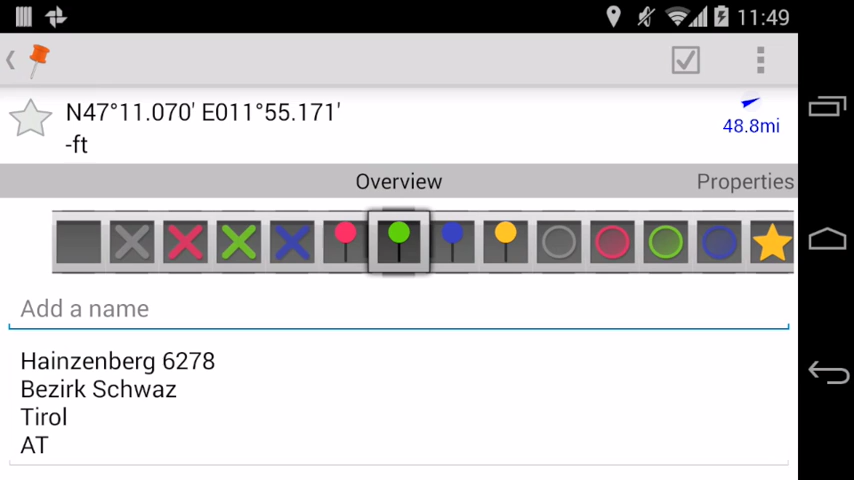 11:49
N47°11.070' E011°55.171'
-ft
48.8mi
Overview
Properties
Add a name
Hainzenberg 6278
Bezirk Schwaz
Tirol
AT